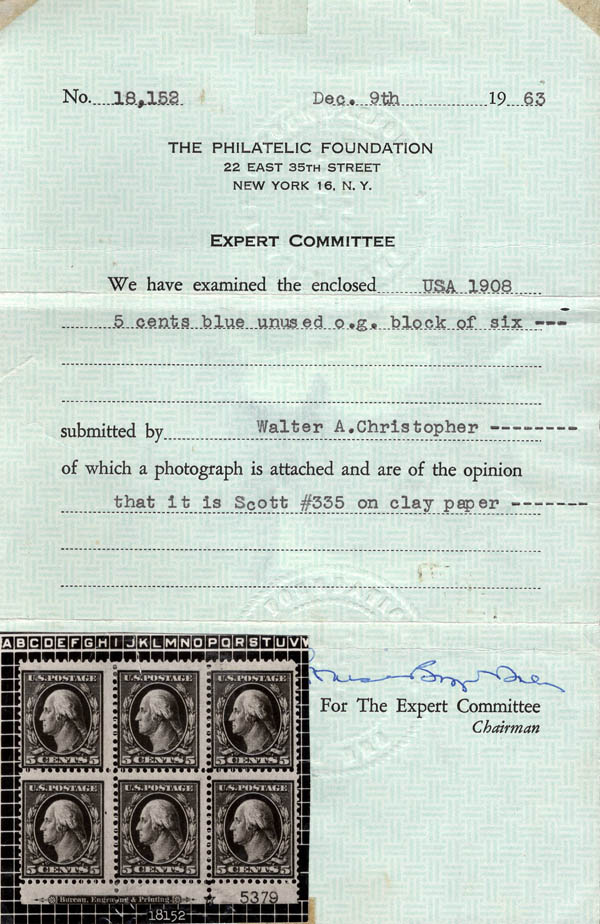 No. 18,152 Dec. 9th 19 63
THE PHILATELIC FOUNDATION
22 EAST 35TH STREET
NEW YORK 16, N. Y.
EXPERT COMMITTEE
We have examined the enclosed USA 1908
5 cents blue unused o.g. block of six ---
submitted by Walter A.Christopher --------
of which a photograph is attached and are of the opinion
that it is Scott #335 on clay paper -------
For The Expert Committee
Chairman
A B C D E F G H I J K L M N O P Q R S T U V
U.S. POSTAGE U.S. POSTAGE U.S. POSTAGE
5 CENTS 5 5 CENTS 5 5 CENTS 5
U.S. POSTAGE U.S. POSTAGE U.S. POSTAGE
5 CENTS 5 5 CENTS 5 5 CENTS 5
Bureau, Engraving & Printing. 5379
18152